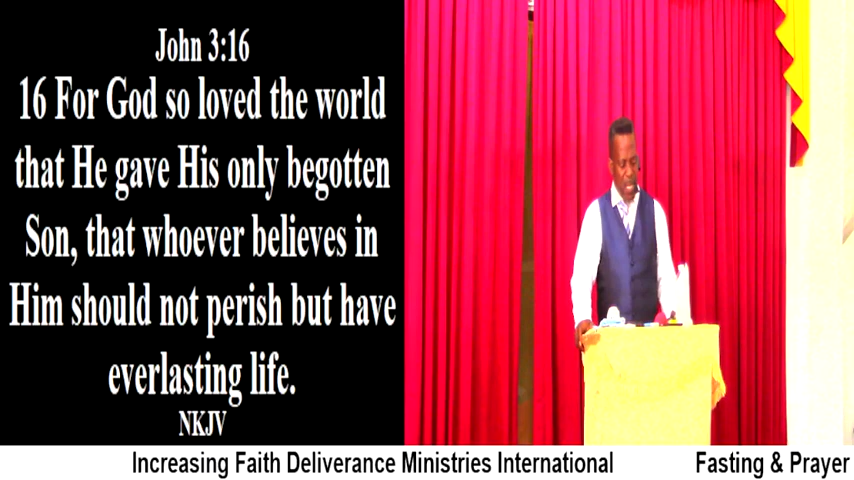 John 3:16
16 For God so loved the world
that He gave His only begotten
Son, that whoever believes in
Him should not perish but have
everlasting life.
NKJV
Increasing Faith Deliverance Ministries International Fasting & Prayer